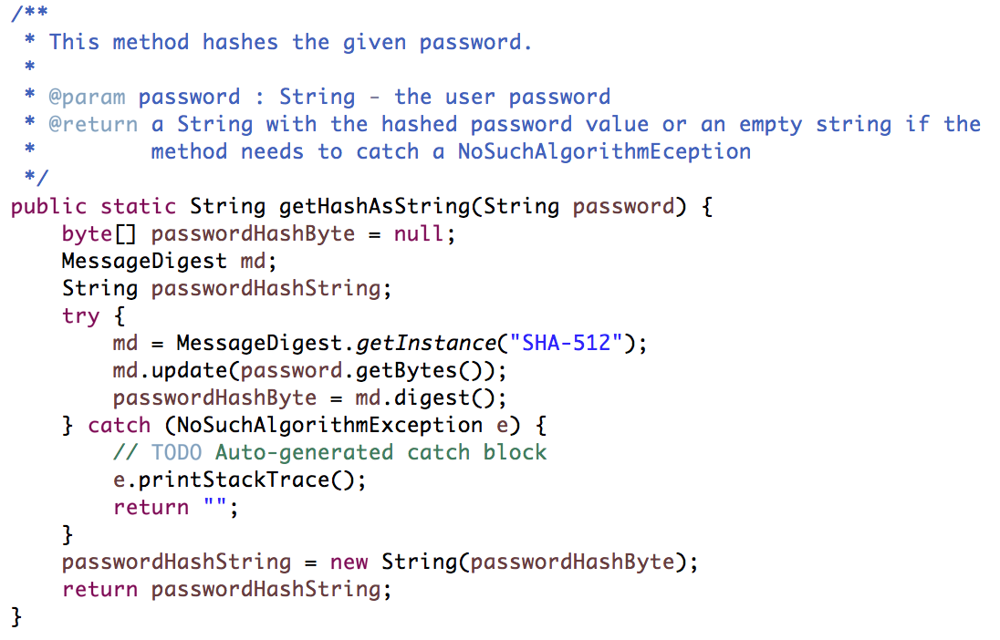 /**
 * This method hashes the given password.
 *
 * @param password : String - the user password
 * @return a String with the hashed password value or an empty string if the
 *         method needs to catch a NoSuchAlgorithmEception
 */
public static String getHashAsString(String password) {
    byte[] passwordHashByte = null;
    MessageDigest md;
    String passwordHashString;
    try {
        md = MessageDigest.getInstance("SHA-512");
        md.update(password.getBytes());
        passwordHashByte = md.digest();
    } catch (NoSuchAlgorithmException e) {
        // TODO Auto-generated catch block
        e.printStackTrace();
        return "";
    }
    passwordHashString = new String(passwordHashByte);
    return passwordHashString;
}